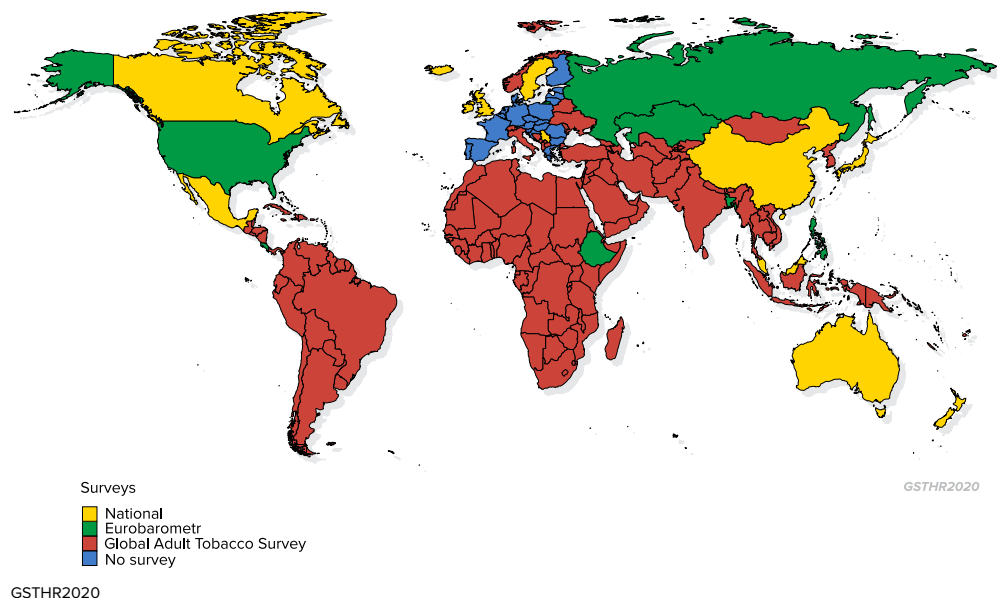 GSTHR2020
Surveys
National
Eurobarometr
Global Adult Tobacco Survey
No survey
GSTHR2020